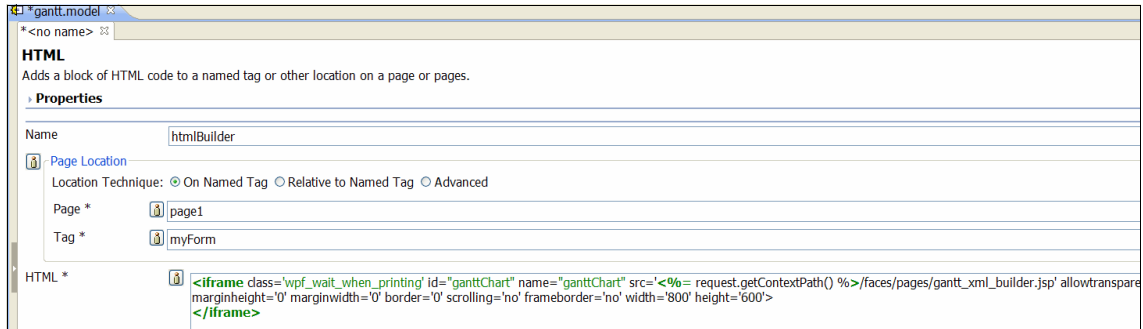 *gantt.model
*<no name>
HTML
Adds a block of HTML code to a named tag or other location on a page or pages.
Properties
Name htmlBuilder
Page Location
Location Technique: On Named Tag Relative to Named Tag Advanced
Page * page1
Tag * myForm
HTML * <iframe class='wpf_wait_when_printing' id="ganttChart" name="ganttChart" src='<%= request.getContextPath() %>/faces/pages/gantt_xml_builder.jsp' allowtranspare
marginheight='0' marginwidth='0' border='0' scrolling='no' frameborder='no' width='800' height='600'>
</iframe>